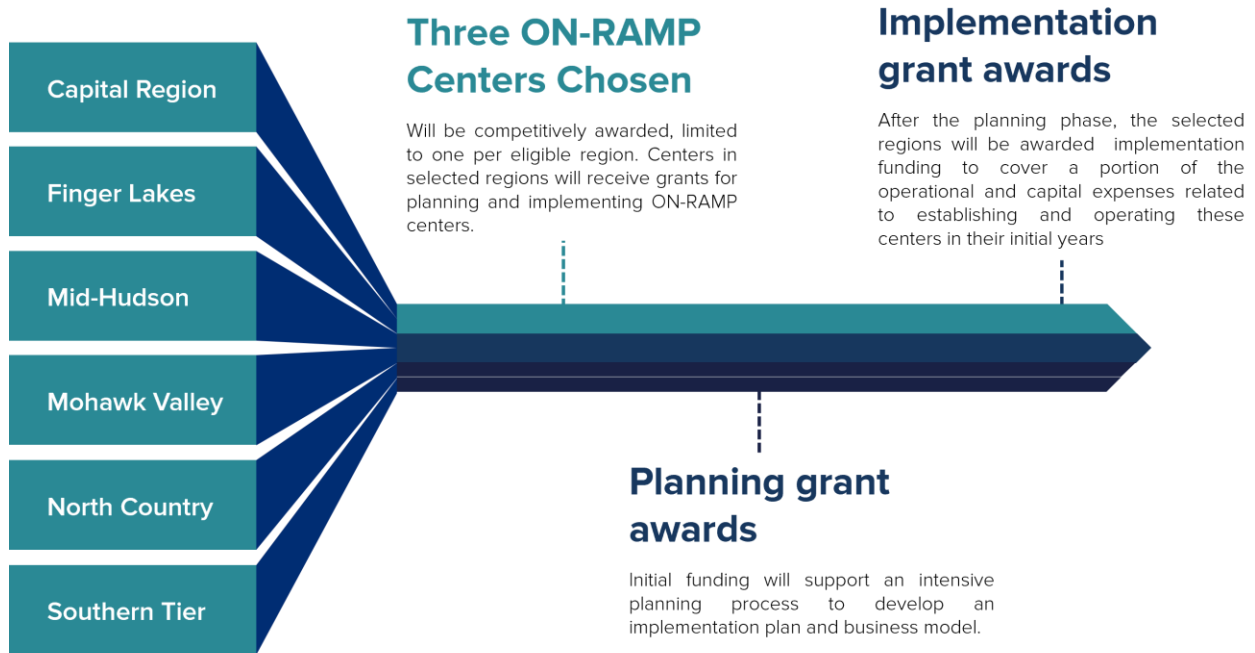 Capital Region
Finger Lakes
Mid-Hudson
Mohawk Valley
North Country
Southern Tier
Three ON-RAMP
Centers Chosen
Will be competitively awarded, limited
to one per eligible region. Centers in
selected regions will receive grants for
planning and implementing ON-RAMP
centers.
Planning grant
awards
Initial funding will support an intensive
planning process to develop an
implementation plan and business model.
Implementation
grant awards
After the planning phase, the selected
regions will be awarded implementation
funding to cover a portion of the
operational and capital expenses related
to establishing and operating these
centers in their initial years